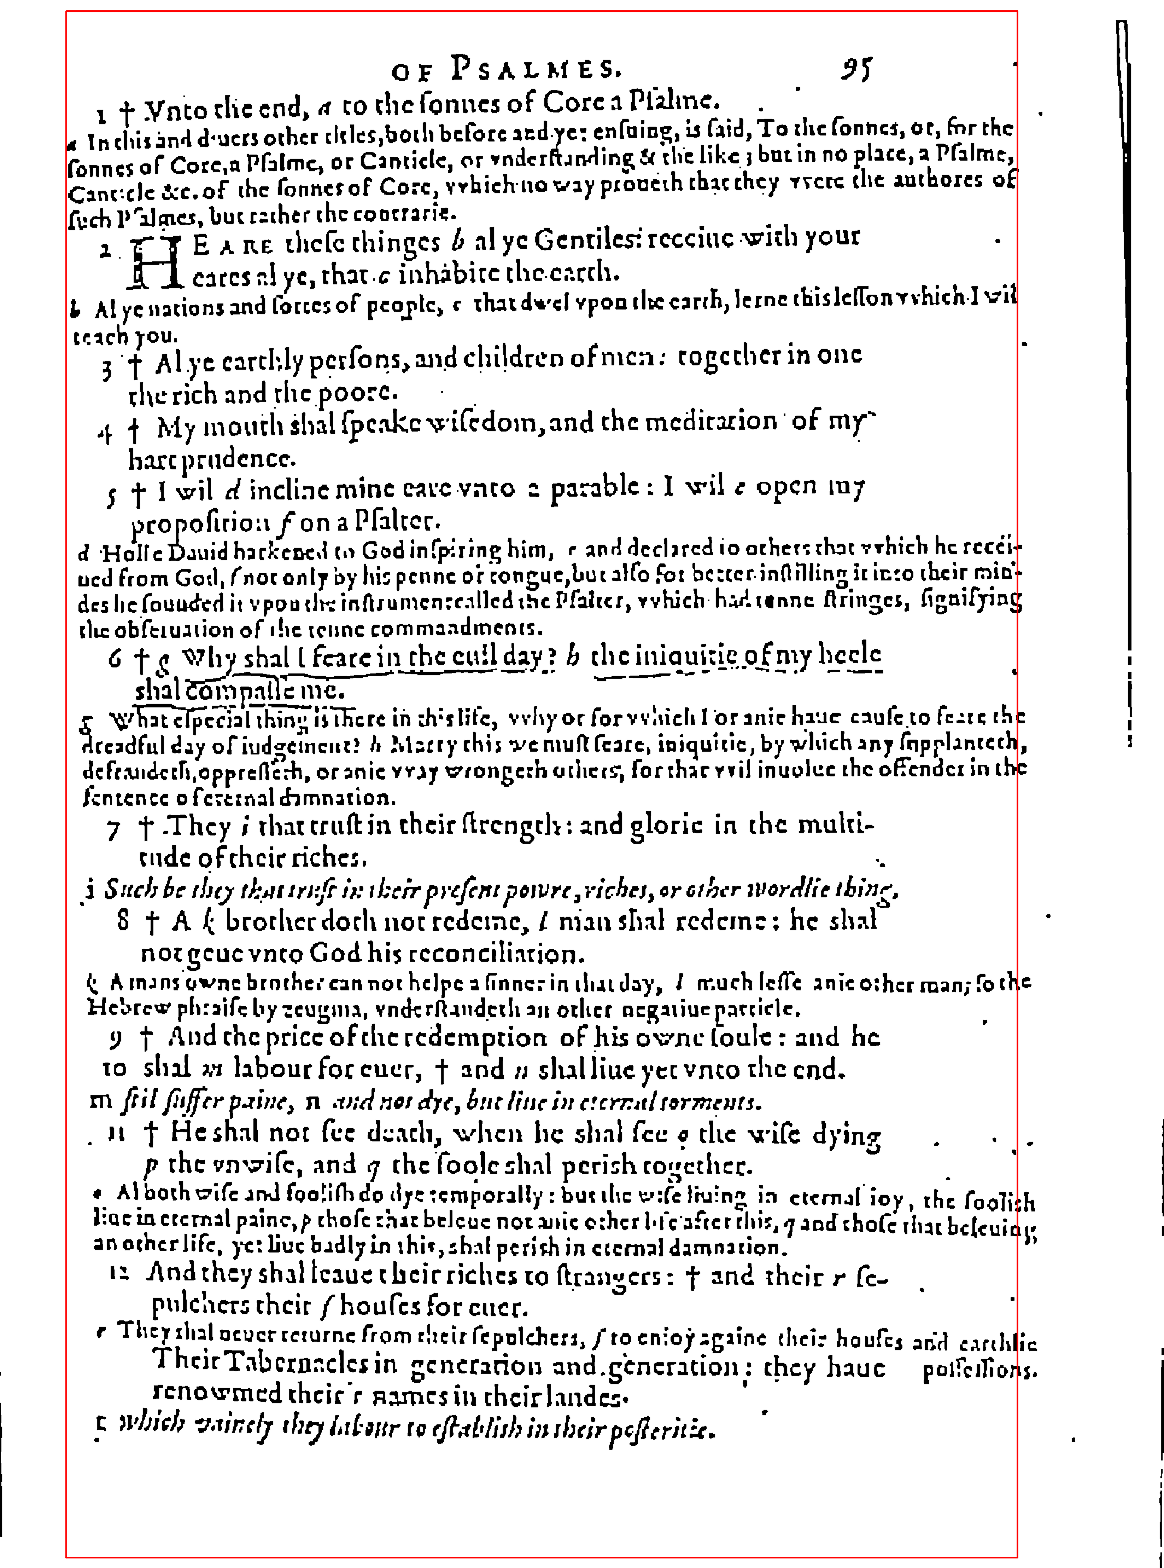 OF PSALMES. 95
1 † Vnto the end, a to the ſonnes of Core a Pſalme.
a In this and diuers other titles, both before and yet enſuing, is ſaid, To the ſonnes, or, for the
ſonnes of Core, a Pſalme, or Canticle, or vnderſtanding & the like; but in no place, a Pſalme,
Canticle &c. of the ſonnes of Core, vvhich no way proueth that they vvere the authores of
ſuch Pſalmes, but rather the contrarie.
2 HEARE theſe thinges b al ye Gentiles: receiue with your
eares al ye, that c inhabite the earth.
b Al ye nations and ſortes of people, c that dwel vpon the earth, lerne this leſſon vvhich I wil
teach you.
3 † Al ye earthly perſons, and children of men: together in one
the rich and the poore.
4 † My mouth shal ſpeake wiſedom, and the meditation of my
hart prudence.
5 † I wil d incline mine eare vnto a parable: I wil e open my
propoſition f on a Pſalter.
d Holie Dauid harkened to God inſpiring him, e and declared to others that vvhich he recei-
ued from God, f not only by his penne or tongue, but alſo for better inſtilling it into their min-
des he ſounded it vpon the inſtrument called the Pſalter, vvhich had tenne ſtringes, ſignifying
the obſeruation of the tenne commandments.
6 † g Why shal I feare in the euil day? h the iniquitie of my heele
shal compaſſe me.
g What eſpecial thing is there in this life, vvhy or for vvhich I or anie haue cauſe to feare the
dreadful day of iudgement? h Marry this we muſt feare, iniquitie, by which any ſupplanteth,
defraudeth, oppreſſeth, or anie vvay wrongeth others, for that vvil inuolue the offender in the
ſentence of eternal damnation.
7 † They i that truſt in their ſtrength: and glorie in the multi-
tude of their riches.
i Such be they that truſt in their preſent powre, riches, or other wordlie thing.
8 † A k brother doth not redeme, l man shal redeme: he shal
not geue vnto God his reconciliation.
k A mans owne brother can not helpe a ſinner in that day, l much leſſe anie other man; ſo the
Hebrew phraiſe by zeugma, vnderſtandeth an other negatiue particle.
9 † And the price of the redemption of his owne ſoule: and he
10 shal m labour for euer, † and n shal liue yet vnto the end.
m ſtil ſuffer paine, n and not dye, but liue in eternal torments.
11 † He shal not ſee death, when he shal ſee o the wiſe dying
p the vnwiſe, and q the foole shal perish together.
o Al both wiſe and fooliſh do dye temporally: but the wiſe liuing in eternal ioy, the foolish
liue in eternal paine, p thoſe that beleue not anie other life after this, q and thoſe that beleuing
an other life, yet liue badly in this, shal perish in eternal damnation.
12 And they shal leaue their riches to ſtrangers: † and their r ſe-
pulchers their ſ houſes for euer.
r They shal neuer returne from their ſepulchers, ſ to enioy againe their houſes and earthlie
Their Tabernacles in generation and generation: they haue poſſeſſions.
renowmed their t names in their landes.
t which vainely they labour to eſtabliſh in their poſteritie.